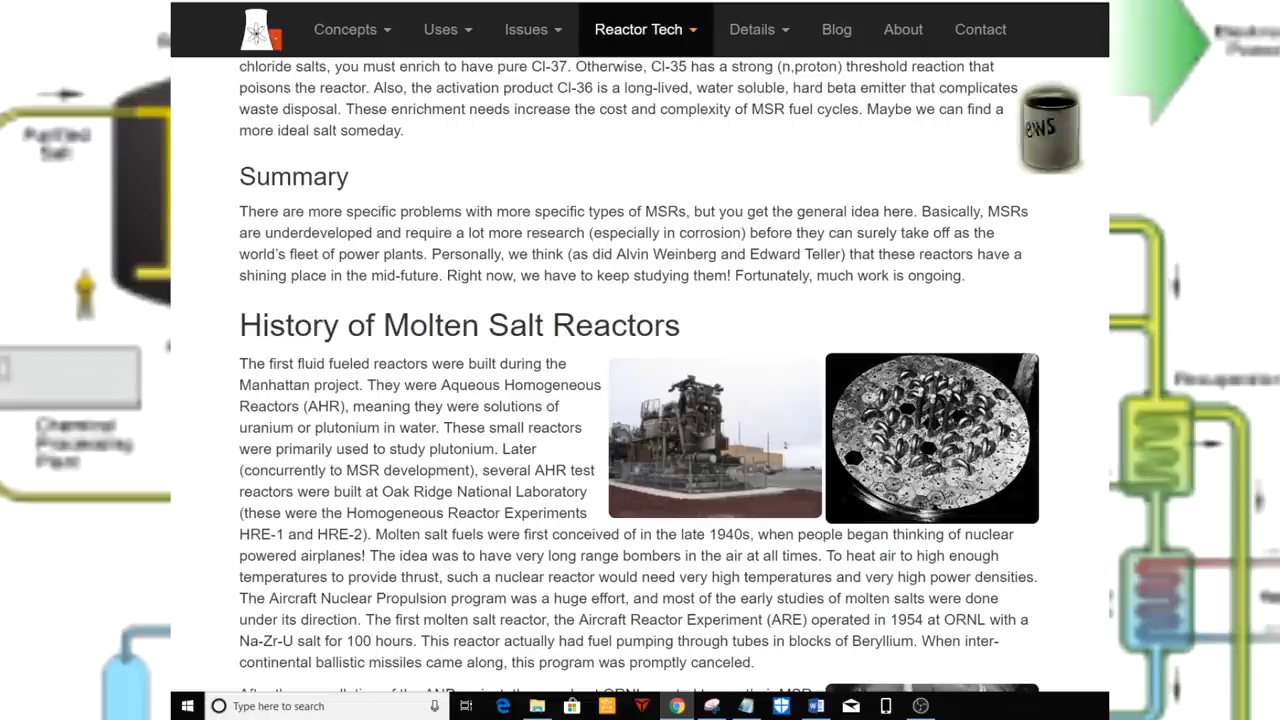 Concepts Uses Issues Reactor Tech Details Blog About Contact
chloride salts, you must enrich to have pure Cl-37. Otherwise, Cl-35 has a strong (n,proton) threshold reaction that
poisons the reactor. Also, the activation product Cl-36 is a long-lived, water soluble, hard beta emitter that complicates
waste disposal. These enrichment needs increase the cost and complexity of MSR fuel cycles. Maybe we can find a
more ideal salt someday.
ews
Summary
There are more specific problems with more specific types of MSRs, but you get the general idea here. Basically, MSRs
are underdeveloped and require a lot more research (especially in corrosion) before they can surely take off as the
world's fleet of power plants. Personally, we think (as did Alvin Weinberg and Edward Teller) that these reactors have a
shining place in the mid-future. Right now, we have to keep studying them! Fortunately, much work is ongoing.
History of Molten Salt Reactors
The first fluid fueled reactors were built during the
Manhattan project. They were Aqueous Homogeneous
Reactors (AHR), meaning they were solutions of
uranium or plutonium in water. These small reactors
were primarily used to study plutonium. Later
(concurrently to MSR development), several AHR test
reactors were built at Oak Ridge National Laboratory
(these were the Homogeneous Reactor Experiments
HRE-1 and HRE-2). Molten salt fuels were first conceived of in the late 1940s, when people began thinking of nuclear
powered airplanes! The idea was to have very long range bombers in the air at all times. To heat air to high enough
temperatures to provide thrust, such a nuclear reactor would need very high temperatures and very high power densities.
The Aircraft Nuclear Propulsion program was a huge effort, and most of the early studies of molten salts were done
under its direction. The first molten salt reactor, the Aircraft Reactor Experiment (ARE) operated in 1954 at ORNL with a
Na-Zr-U salt for 100 hours. This reactor actually had fuel pumping through tubes in blocks of Beryllium. When inter-
continental ballistic missiles came along, this program was promptly canceled.
Purified
Salt
Chemical
Processing
Plant
Type here to search